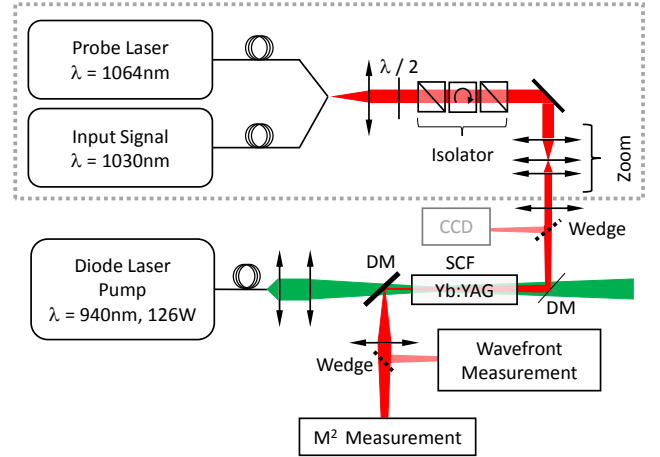 Probe Laser
λ = 1064nm
λ / 2
Input Signal
λ = 1030nm
Isolator
Zoom
CCD
Wedge
Diode Laser
Pump
λ = 940nm, 126W
DM
SCF
Yb:YAG
DM
Wedge
Wavefront
Measurement
M² Measurement